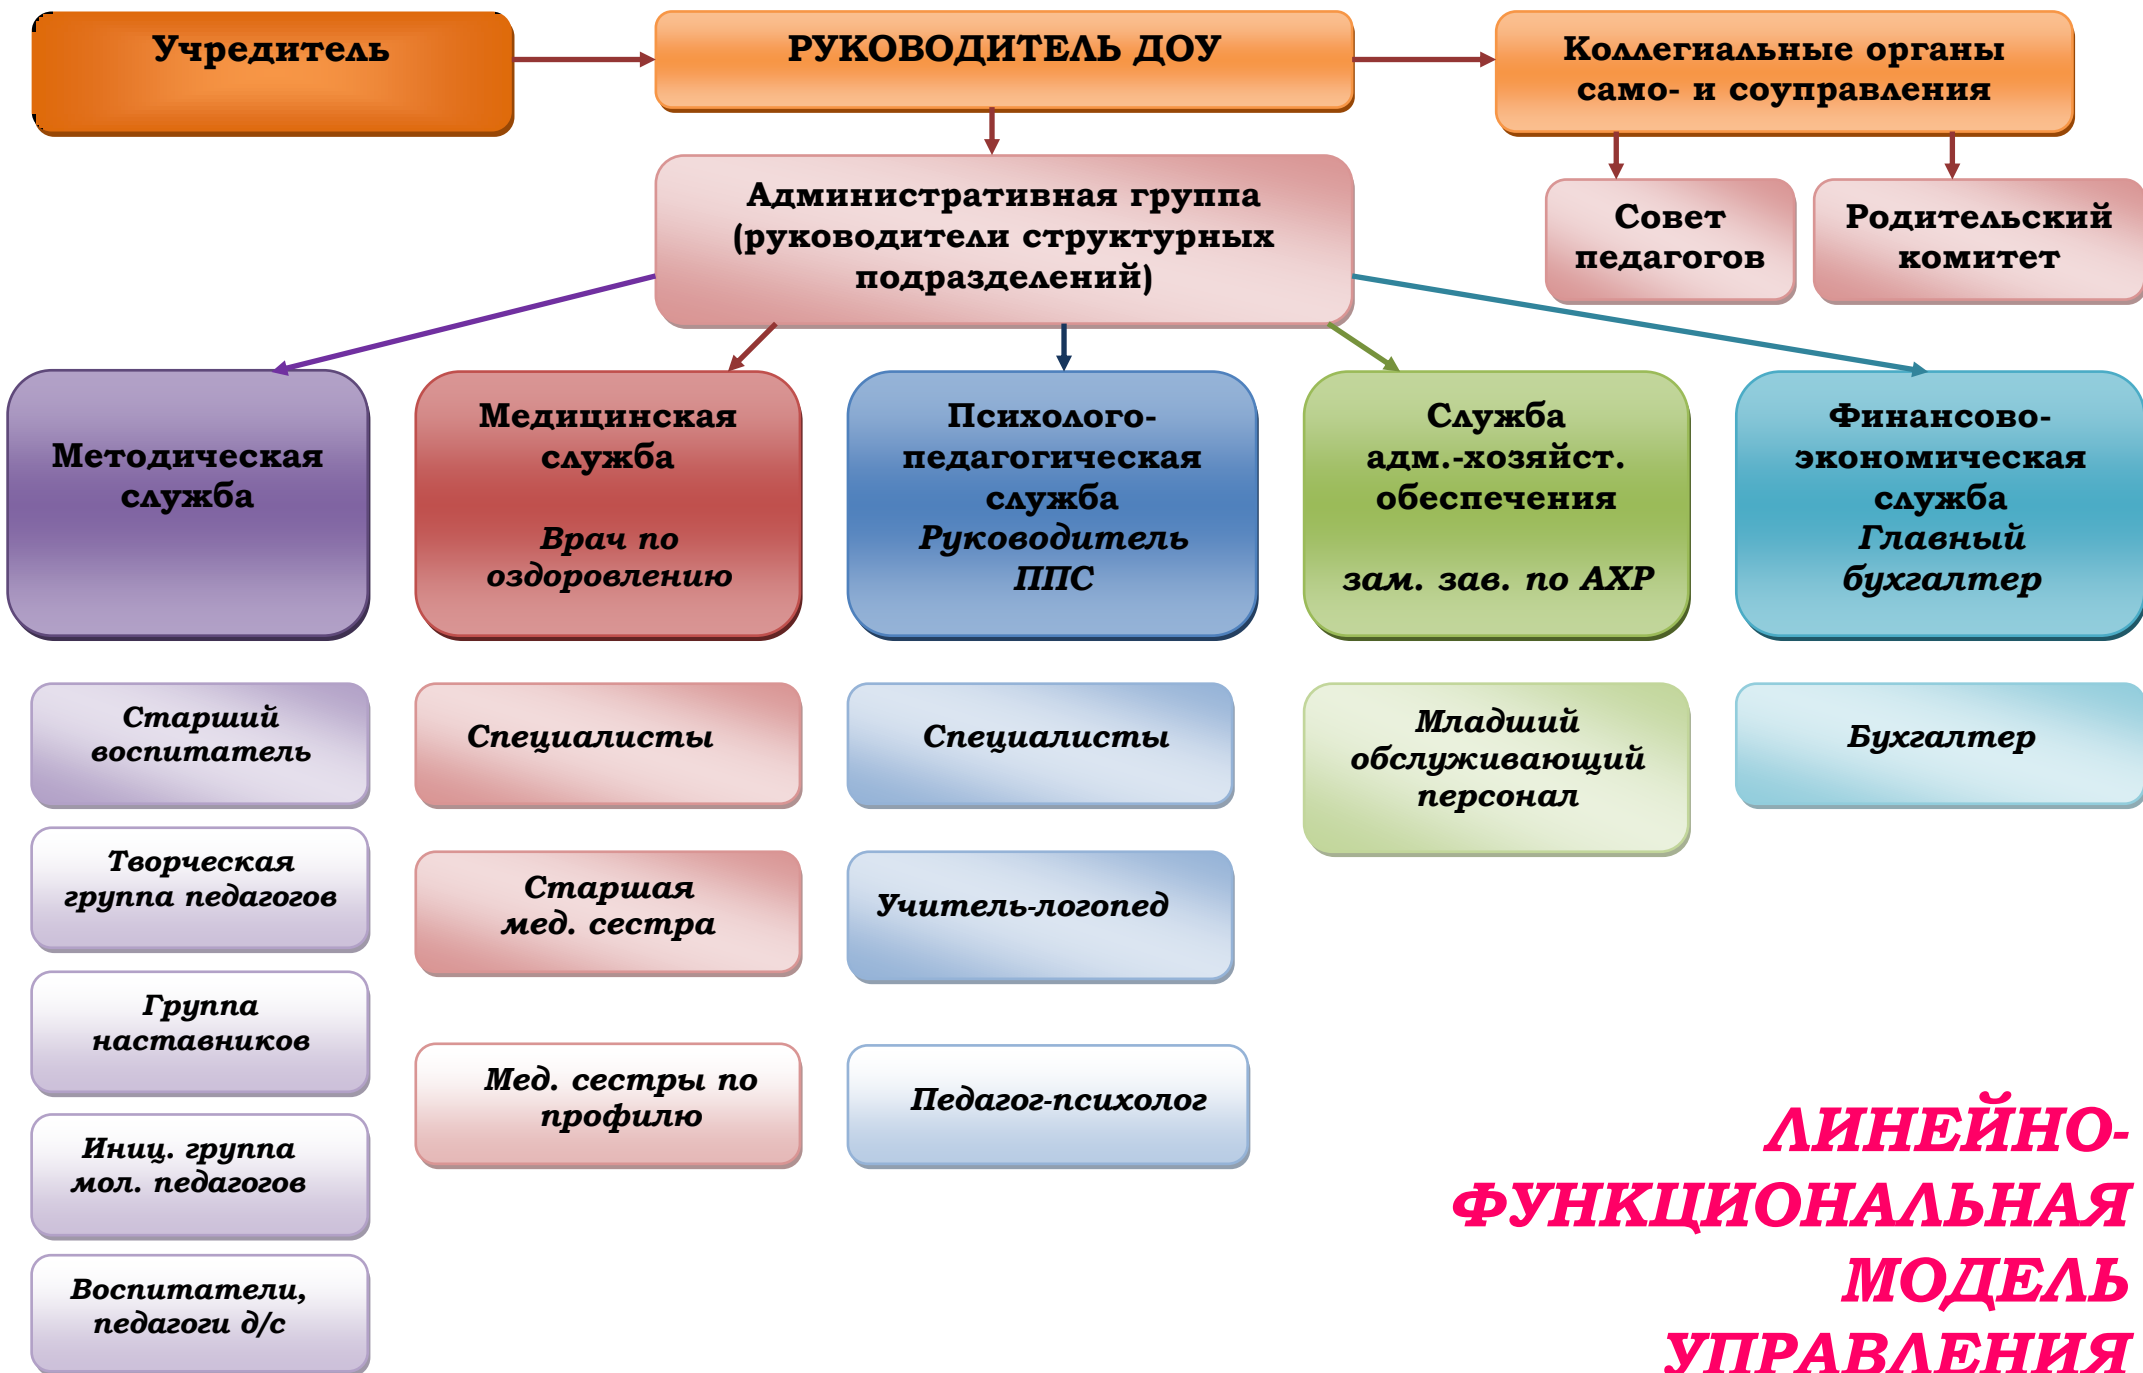 Учредитель
РУКОВОДИТЕЛЬ ДОУ
Коллегиальные органы
само- и соуправления
Административная группа
(руководители структурных
подразделений)
Совет
педагогов
Родительский
комитет
Методическая
служба
Медицинская
служба
Врач по
оздоровлению
Психолого-
педагогическая
служба
Руководитель
ППС
Служба
адм.-хозяйст.
обеспечения
зам. зав. по АХР
Финансово-
экономическая
служба
Главный
бухгалтер
Старший
воспитатель
Творческая
группа педагогов
Группа
наставников
Иниц. группа
мол. педагогов
Воспитатели,
педагоги д/с
Специалисты
Старшая
мед. сестра
Мед. сестры по
профилю
Специалисты
Учитель-логопед
Педагог-психолог
Младший
обслуживающий
персонал
Бухгалтер
ЛИНЕЙНО-
ФУНКЦИОНАЛЬНАЯ
МОДЕЛЬ
УПРАВЛЕНИЯ